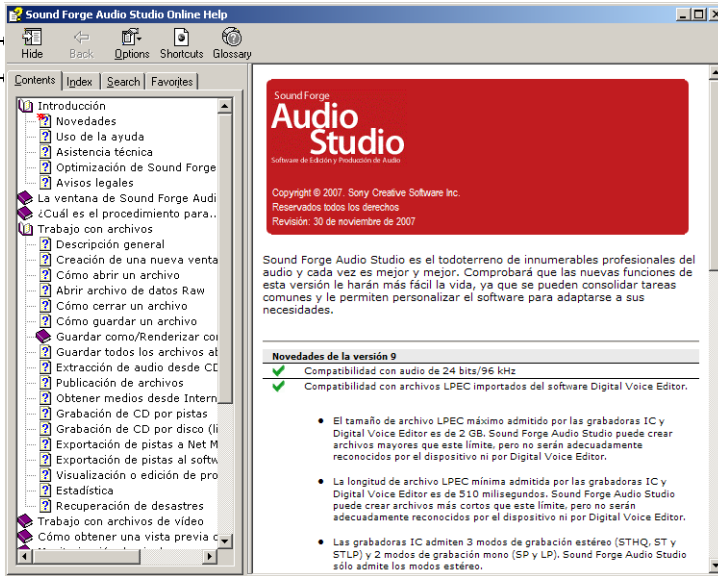 Sound Forge Audio Studio Online Help
Hide Back Options Shortcuts Glossary
Contents Index Search Favorites
Introducción
Novedades
Uso de la ayuda
Asistencia técnica
Optimización de Sound Forge
Avisos legales
La ventana de Sound Forge Audi
¿Cuál es el procedimiento para..
Trabajo con archivos
Descripción general
Creación de una nueva venta
Cómo abrir un archivo
Abrir archivo de datos Raw
Cómo cerrar un archivo
Cómo guardar un archivo
Guardar como/Renderizar co
Guardar todos los archivos a
Extracción de audio desde CD
Publicación de archivos
Obtener medios desde Intern
Grabación de CD por pistas
Grabación de CD por disco (lí
Exportación de pistas a Net M
Exportación de pistas al softw
Visualización o edición de pro
Estadística
Recuperación de desastres
Trabajo con archivos de vídeo
Cómo obtener una vista previa
Sound Forge
Audio
Studio
Software de Edición y Producción de Audio
Copyright © 2007. Sony Creative Software Inc.
Reservados todos los derechos
Revisión: 30 de noviembre de 2007
Sound Forge Audio Studio es el todoterreno de innumerables profesionales del
audio y cada vez es mejor y mejor. Comprobará que las nuevas funciones de
esta versión le harán más fácil la vida, ya que se pueden consolidar tareas
comunes y le permiten personalizar el software para adaptarse a sus
necesidades.
Novedades de la versión 9
Compatibilidad con audio de 24 bits/96 kHz
Compatibilidad con archivos LPEC importados del software Digital Voice Editor.
El tamaño de archivo LPEC máximo admitido por las grabadoras IC y
Digital Voice Editor es de 2 GB. Sound Forge Audio Studio puede crear
archivos mayores que este límite, pero no serán adecuadamente
reconocidos por el dispositivo ni por Digital Voice Editor.
La longitud de archivo LPEC mínima admitida por las grabadoras IC y
Digital Voice Editor es de 510 milisegundos. Sound Forge Audio Studio
puede crear archivos más cortos que este límite, pero no serán
adecuadamente reconocidos por el dispositivo ni por Digital Voice Editor.
Las grabadoras IC admiten 3 modos de grabación estéreo (STHQ, ST y
STLP) y 2 modos de grabación mono (SP y LP). Sound Forge Audio Studio
sólo admite los modos estéreo.